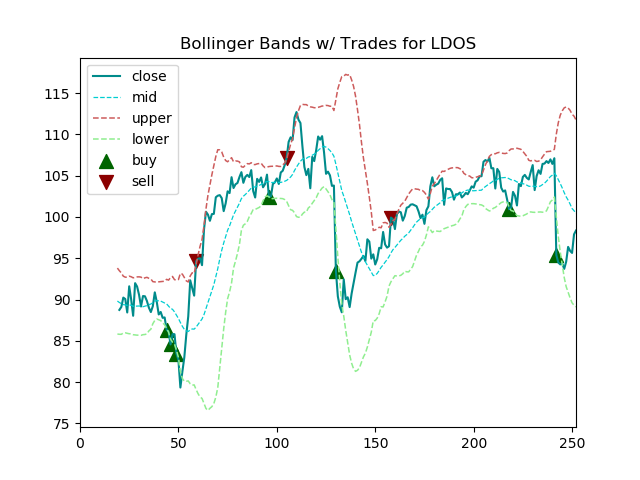 Bollinger Bands w/ Trades for LDOS
close
mid
upper
lower
buy
sell
115
110
105
100
95
90
85
80
75
0 50 100 150 200 250